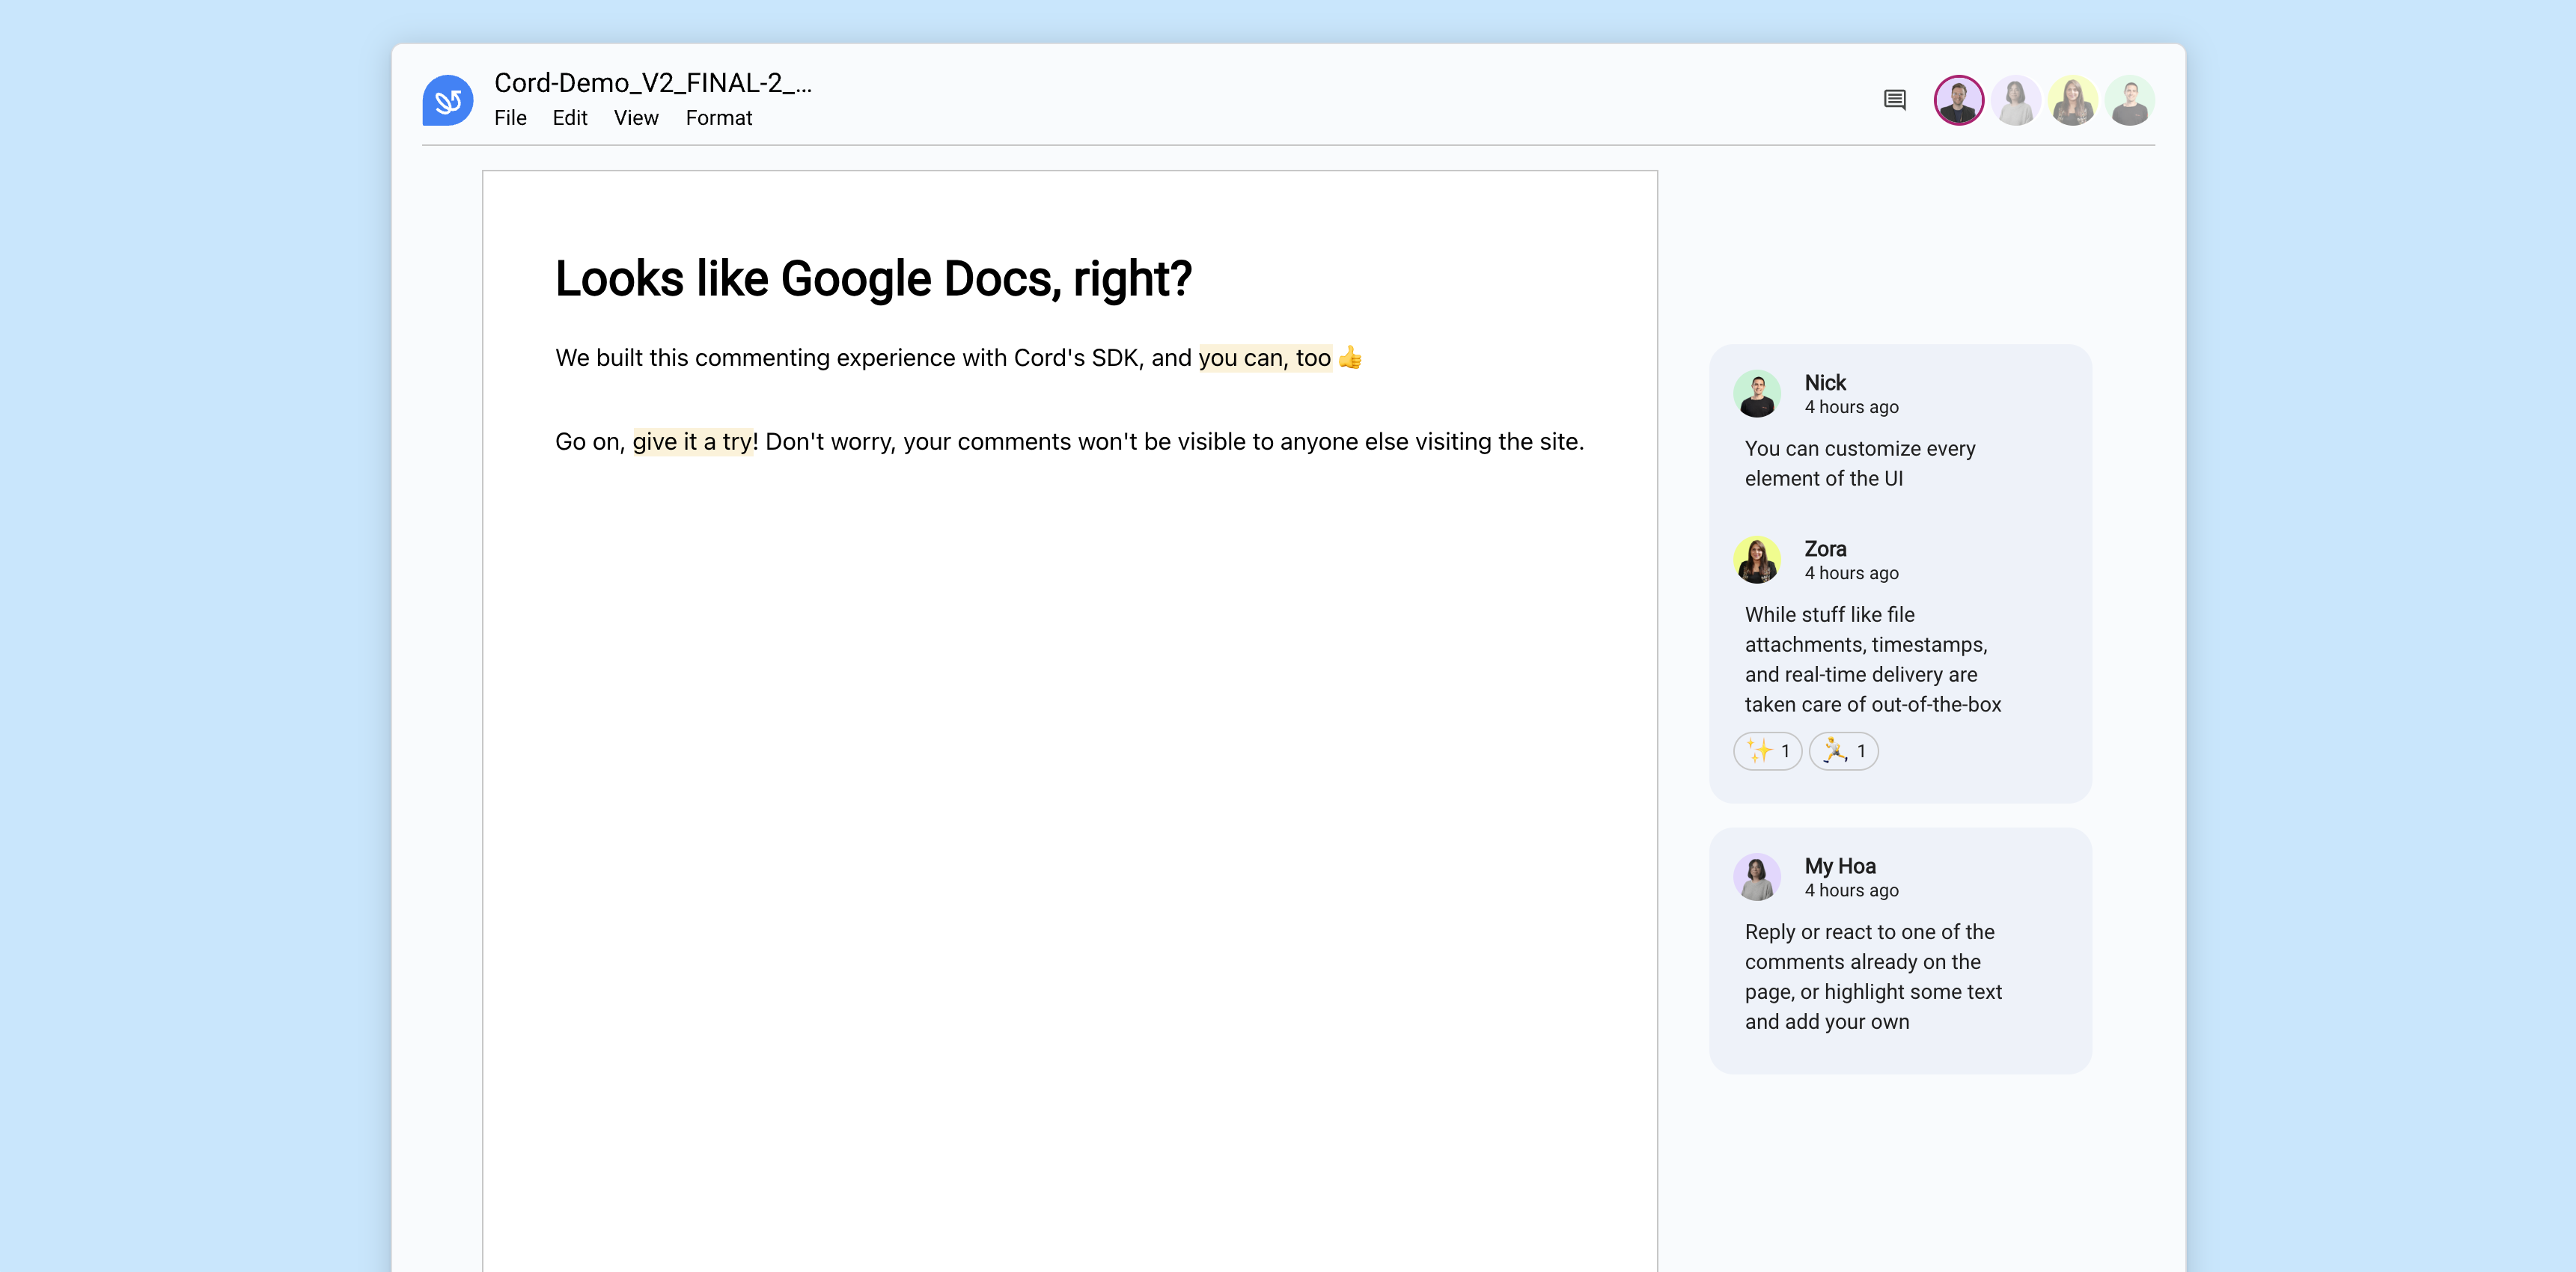 Cord-Demo_V2_FINAL-2_...
File Edit View Format
Looks like Google Docs, right?
We built this commenting experience with Cord's SDK, and you can, too 👍
Go on, give it a try! Don't worry, your comments won't be visible to anyone else visiting the site.
Nick
4 hours ago
You can customize every
element of the UI
Zora
4 hours ago
While stuff like file
attachments, timestamps,
and real-time delivery are
taken care of out-of-the-box
✨ 1 🏃 1
My Hoa
4 hours ago
Reply or react to one of the
comments already on the
page, or highlight some text
and add your own